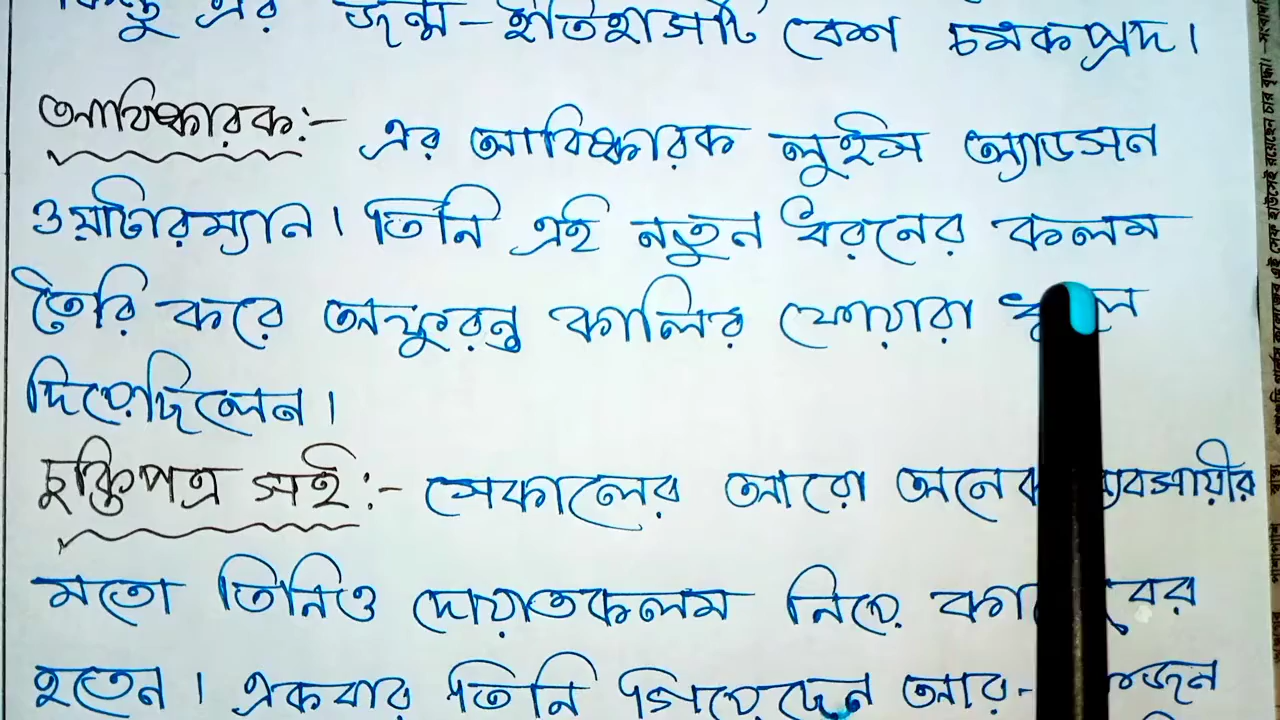 কিন্তু এর জন্ম-ইতিহাসটি বেশ চমকপ্রদ।
আবিষ্কারক:- এর আবিষ্কারক লুইস অ্যাডসন
ওয়াটারম্যান। তিনি এই নতুন ধরনের কলম
তৈরি করে অফুরন্ত কালির ফোয়ারা খুলে
দিয়েছিলেন।
চুক্তিপত্র সই:- সেকালের আরো অনেক ব্যবসায়ীর
মতো তিনিও দোয়াতকলম নিয়ে কাজে বের
হতেন। একবার তিনি গিয়েছেন আর-